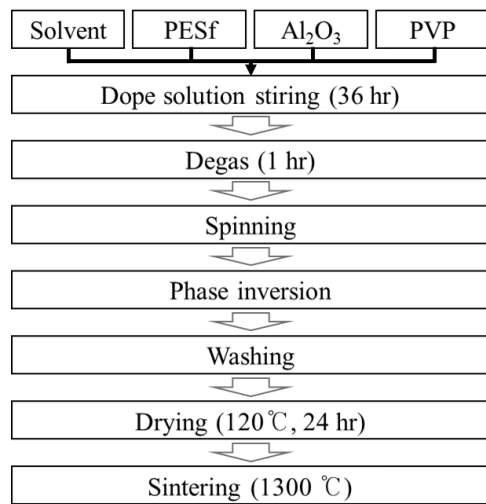 Solvent PESf Al₂O₃ PVP
Dope solution stiring (36 hr)
Degas (1 hr)
Spinning
Phase inversion
Washing
Drying (120℃, 24 hr)
Sintering (1300 ℃)